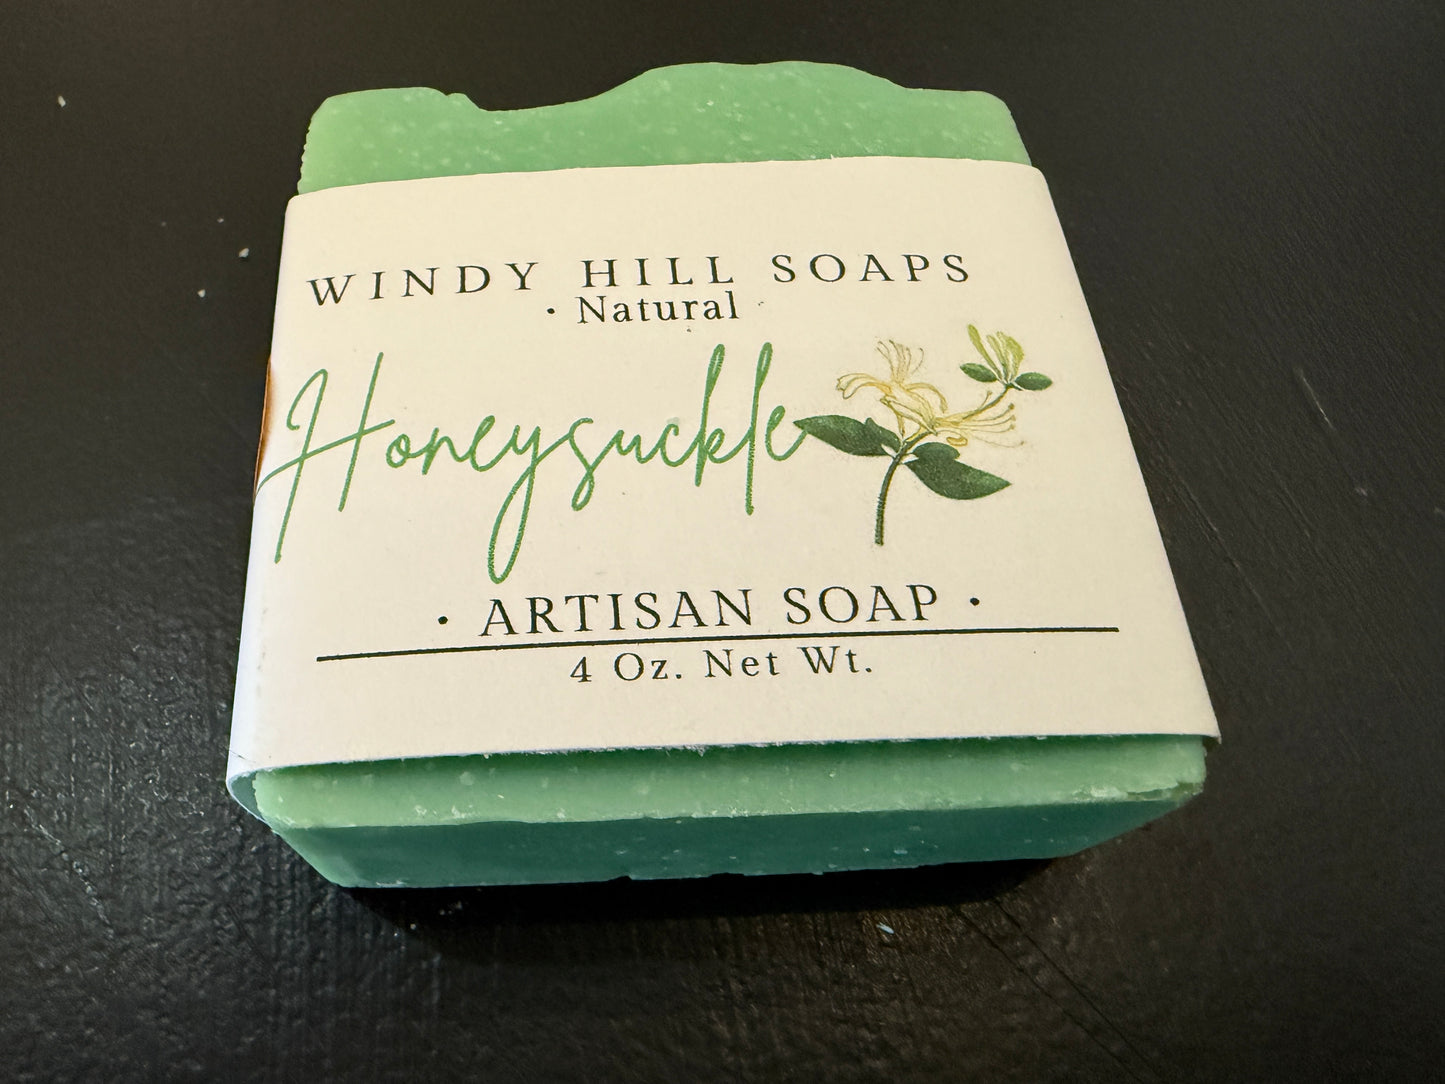 WINDY HILL SOAPS
· Natural ·
Honeysuckle
· ARTISAN SOAP ·
4 Oz. Net Wt.